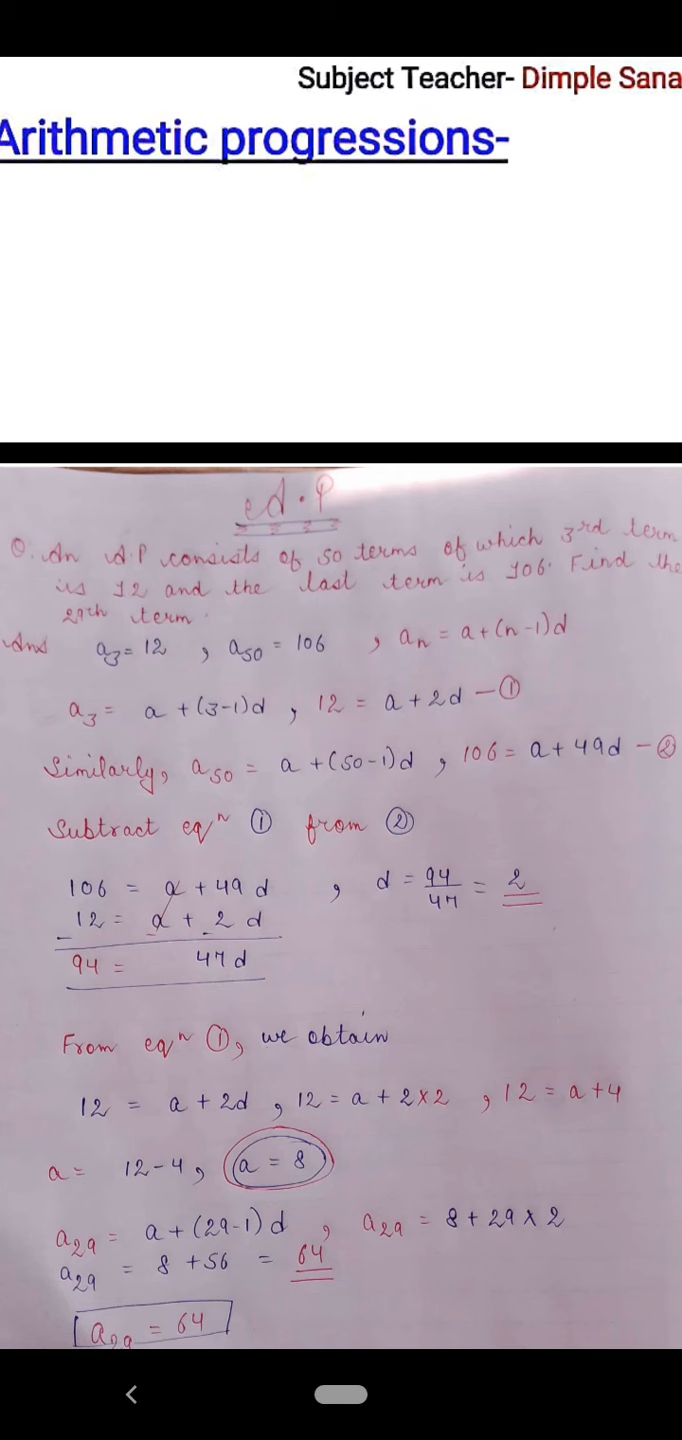 Subject Teacher- Dimple Sana
Arithmetic progressions-
A.P
Q. An A.P consists of 50 terms of which 3rd term
is 12 and the last term is 106. Find the
29th term.
Ans a₃ = 12 , a₅₀ = 106 , aₙ = a + (n-1)d
a₃ = a + (3-1)d , 12 = a + 2d - ①
Similarly, a₅₀ = a + (50-1)d , 106 = a + 49d - ②
Subtract eqⁿ ① from ②
106 = a + 49 d , d = 94/47 = 2
- 12 = a + 2 d
94 = 47d
From eqⁿ ①, we obtain
12 = a + 2d , 12 = a + 2×2 , 12 = a + 4
a = 12-4 , a = 8
a₂₉ = a + (29-1) d , a₂₉ = 8 + 29 × 2
a₂₉ = 8 + 56 = 64
a₂₉ = 64